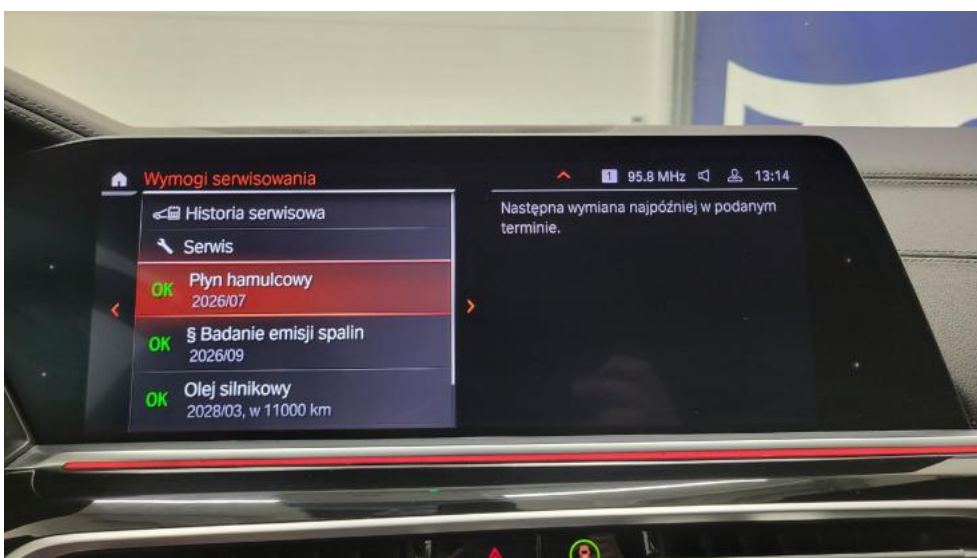 Wymogi serwisowania
1 95.8 MHz 13:14
Historia serwisowa
Serwis
OK Płyn hamulcowy
2026/07
OK § Badanie emisji spalin
2026/09
OK Olej silnikowy
2028/03, w 11000 km
Następna wymiana najpóźniej w podanym
terminie.